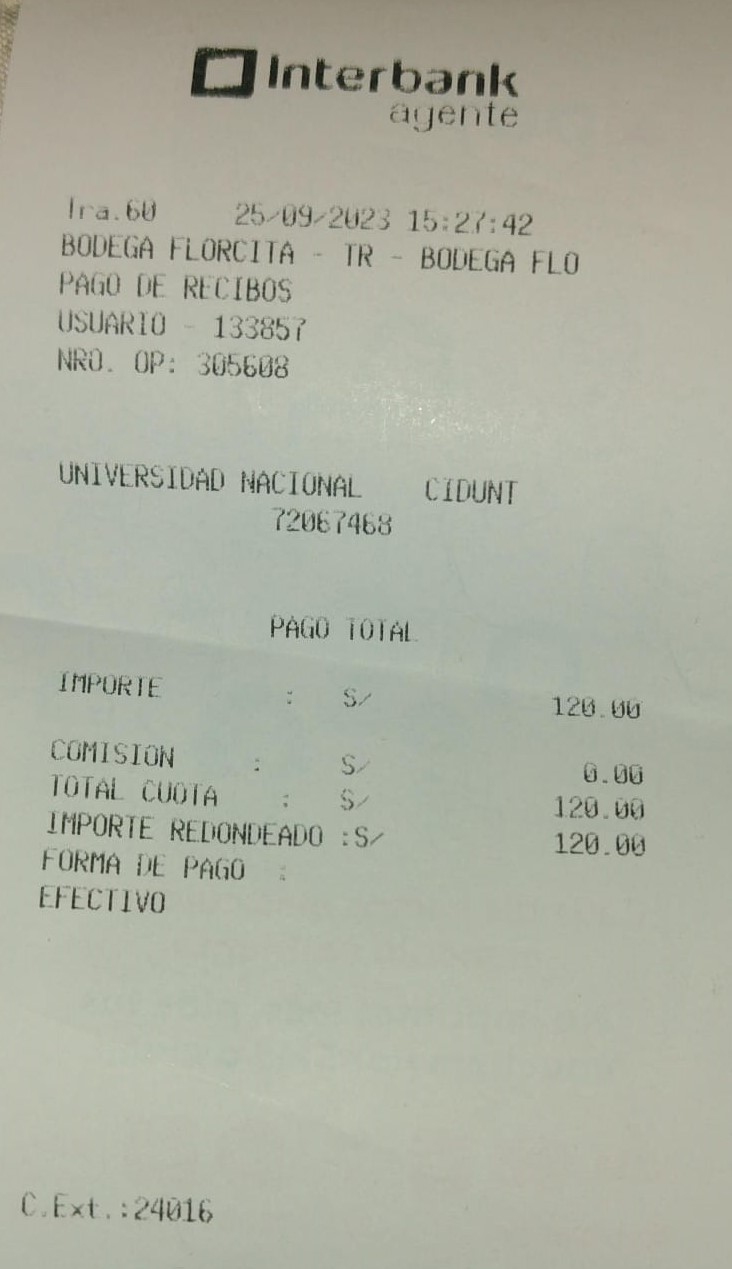 Interbank
agente
Tra.60 25/09/2023 15:27:42
BODEGA FLORCITA - TR - BODEGA FLO
PAGO DE RECIBOS
USUARIO - 133857
NRO. OP: 305608
UNIVERSIDAD NACIONAL CIDUNT
72067468
PAGO TOTAL
IMPORTE : S/ 120.00
COMISION : S/ 0.00
TOTAL CUOTA : S/ 120.00
IMPORTE REDONDEADO :S/ 120.00
FORMA DE PAGO :
EFECTIVO
C.Ext.:24016